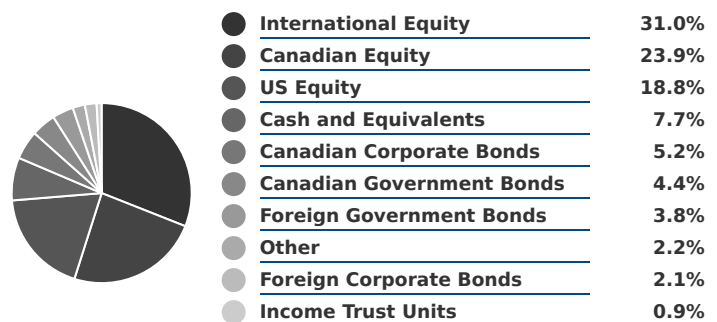 International Equity 31.0%
Canadian Equity 23.9%
US Equity 18.8%
Cash and Equivalents 7.7%
Canadian Corporate Bonds 5.2%
Canadian Government Bonds 4.4%
Foreign Government Bonds 3.8%
Other 2.2%
Foreign Corporate Bonds 2.1%
Income Trust Units 0.9%